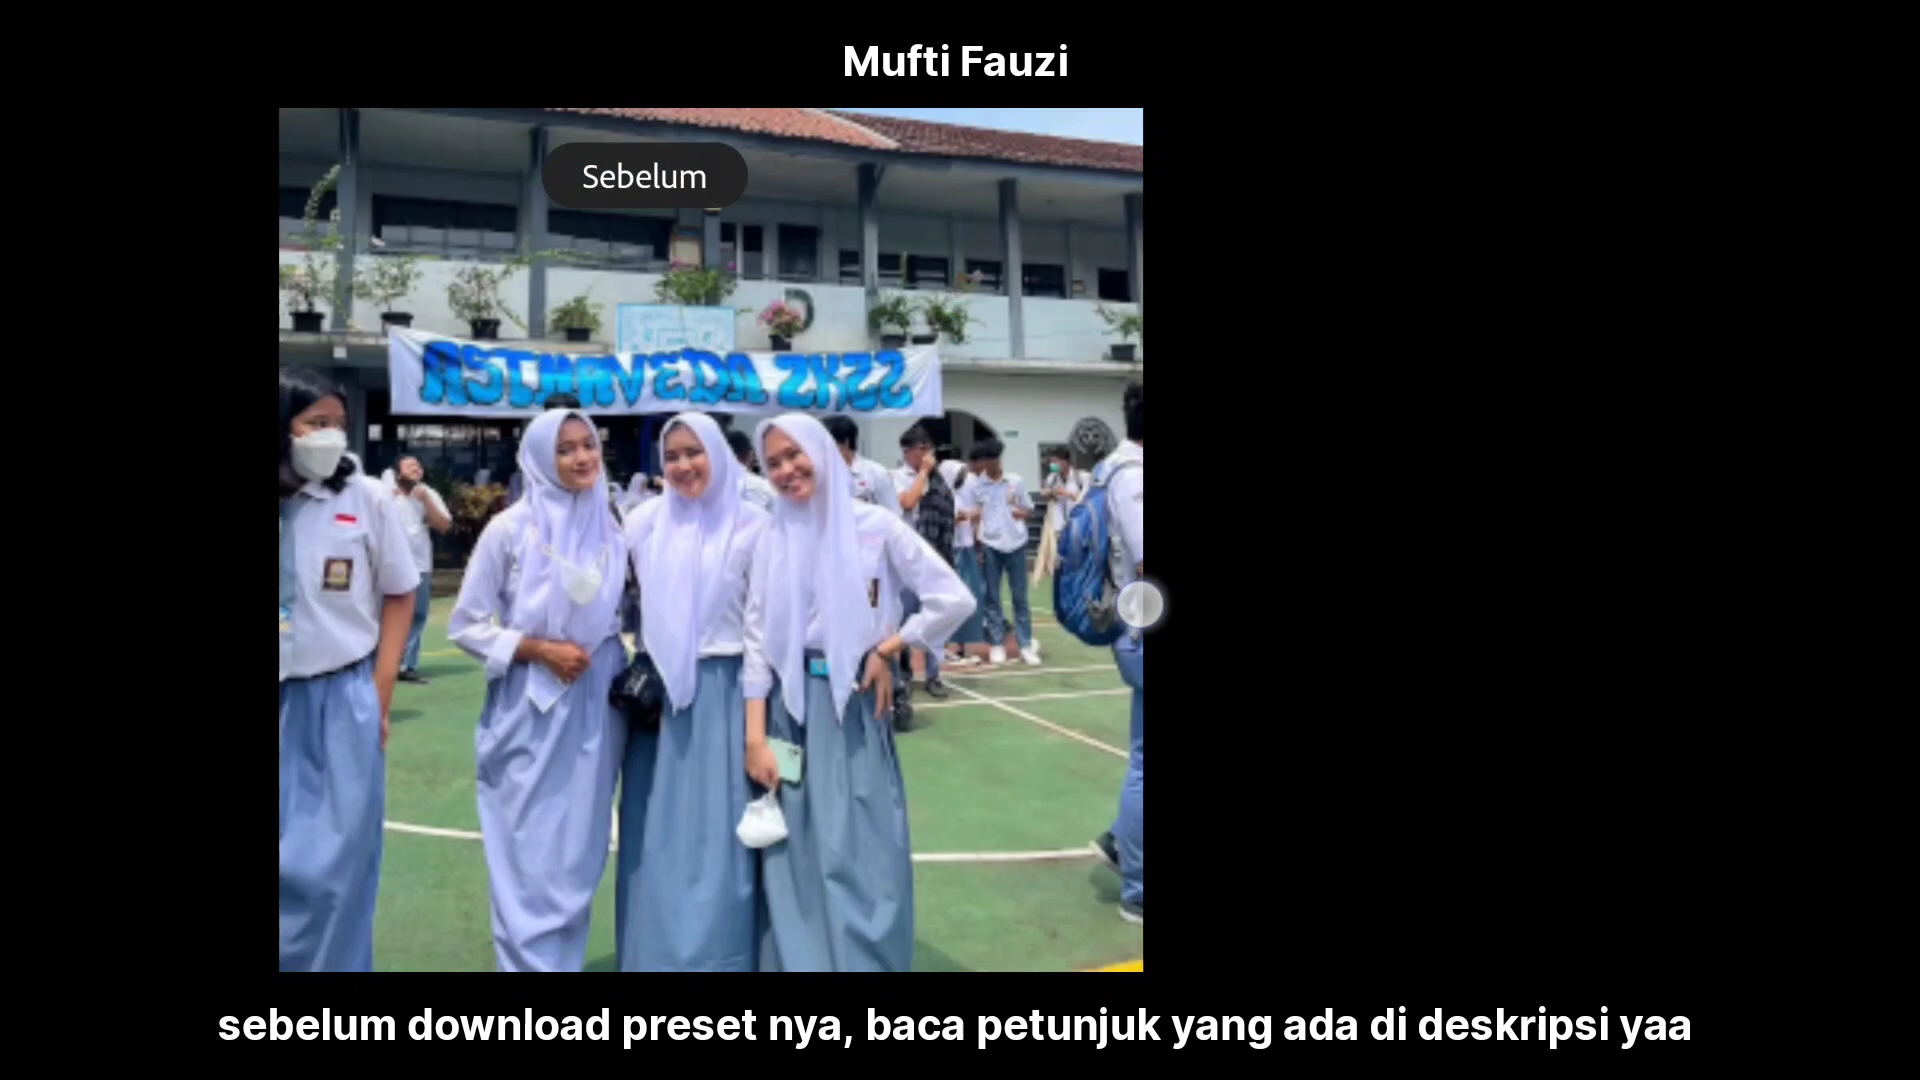 Mufti Fauzi
Sebelum
D
ASTHAVEDA 2K22
sebelum download preset nya, baca petunjuk yang ada di deskripsi yaa